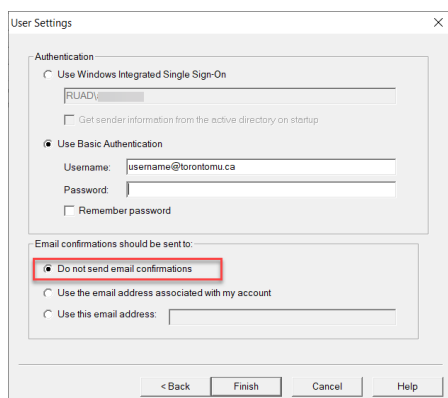 User Settings
Authentication
Use Windows Integrated Single Sign-On
RUAD\
Get sender information from the active directory on startup
Use Basic Authentication
Username: username@torontomu.ca
Password:
Remember password
Email confirmations should be sent to:
Do not send email confirmations
Use the email address associated with my account
Use this email address:
< Back Finish Cancel Help